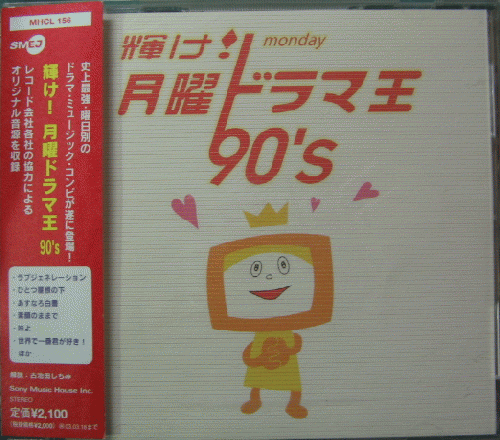 MHCL 158
SMEJ
史上最強・曜日別の
ドラマ・ミュージック・コンピが遂に登場!
輝け! 月曜ドラマ王 90's
レコード会社各社の協力による
オリジナル音源を収録
・ラブジェネレーション
・ひとつ屋根の下
・あすなろ白書
・素顔のままで
・妹よ
・世界で一番君が好き!
ほか
Sony Music House Inc.
STEREO
定価¥2,100
輝け!
monday
月曜ドラマ王
90's